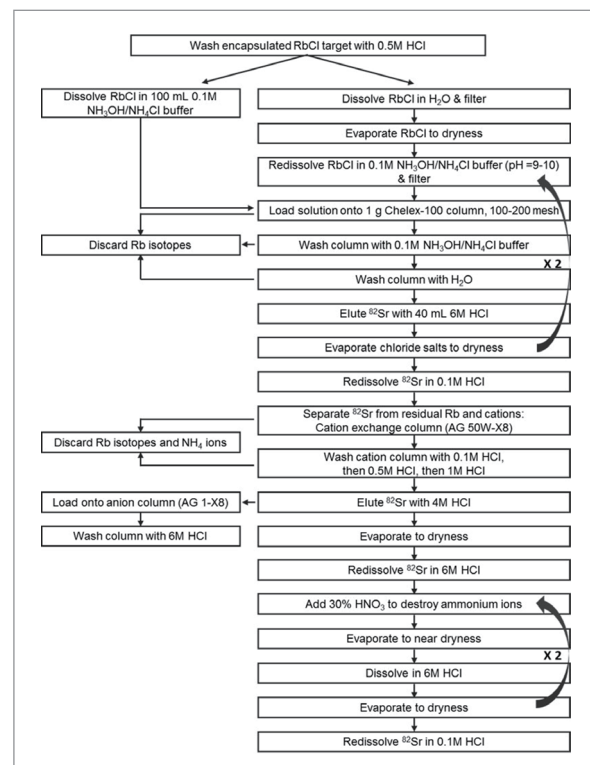 Wash encapsulated RbCl target with 0.5M HCl
Dissolve RbCl in 100 mL 0.1M
NH₃OH/NH₄Cl buffer
Dissolve RbCl in H₂O & filter
Evaporate RbCl to dryness
Redissolve RbCl in 0.1M NH₃OH/NH₄Cl buffer (pH =9-10)
& filter
Load solution onto 1 g Chelex-100 column, 100-200 mesh
Discard Rb isotopes
Wash column with 0.1M NH₃OH/NH₄Cl buffer
X 2
Wash column with H₂O
Elute ⁸²Sr with 40 mL 6M HCl
Evaporate chloride salts to dryness
Redissolve ⁸²Sr in 0.1M HCl
Separate ⁸²Sr from residual Rb and cations:
Cation exchange column (AG 50W-X8)
Discard Rb isotopes and NH₄ ions
Wash cation column with 0.1M HCl,
then 0.5M HCl, then 1M HCl
Load onto anion column (AG 1-X8)
Elute ⁸²Sr with 4M HCl
Wash column with 6M HCl
Evaporate to dryness
Redissolve ⁸²Sr in 6M HCl
Add 30% HNO₃ to destroy ammonium ions
Evaporate to near dryness
X 2
Dissolve in 6M HCl
Evaporate to dryness
Redissolve ⁸²Sr in 0.1M HCl